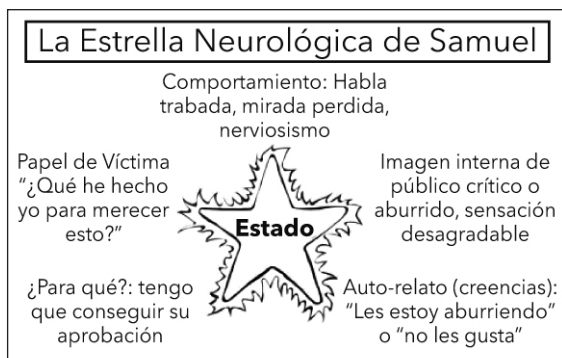 La Estrella Neurológica de Samuel
Comportamiento: Habla
trabada, mirada perdida,
nerviosismo
Papel de Víctima
“¿Qué he hecho
yo para merecer
esto?”
Imagen interna de
público crítico o
aburrido, sensación
desagradable
Estado
¿Para qué?: tengo
que conseguir su
aprobación
Auto-relato (creencias):
“Les estoy aburriendo”
o “no les gusta”